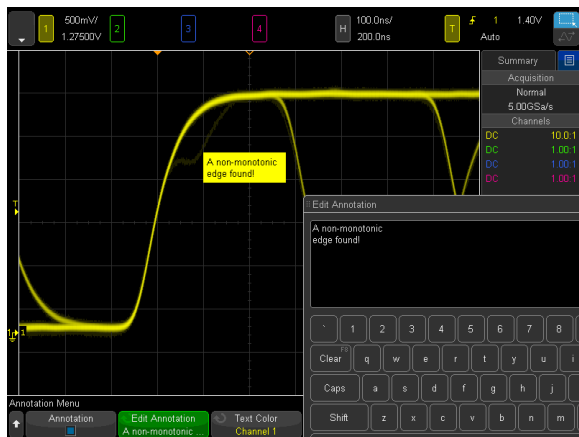 1 500mV/ 1.27500V 2 3 4 H 100.0ns/ 200.0ns T 1 1.40V Auto
Summary
Acquisition
Normal
5.00GSa/s
Channels
DC 10.0:1
DC 1.00:1
DC 1.00:1
DC 1.00:1
A non-monotonic
edge found!
T
1
Edit Annotation
A non-monotonic
edge found!
` 1 2 3 4 5 6 7 8
Clear F9 q w e r t y u i
Caps a s d f g h j
Shift z x c v b n m
Annotation Menu
Annotation Edit Annotation Text Color
A non-monotonic ... Channel 1